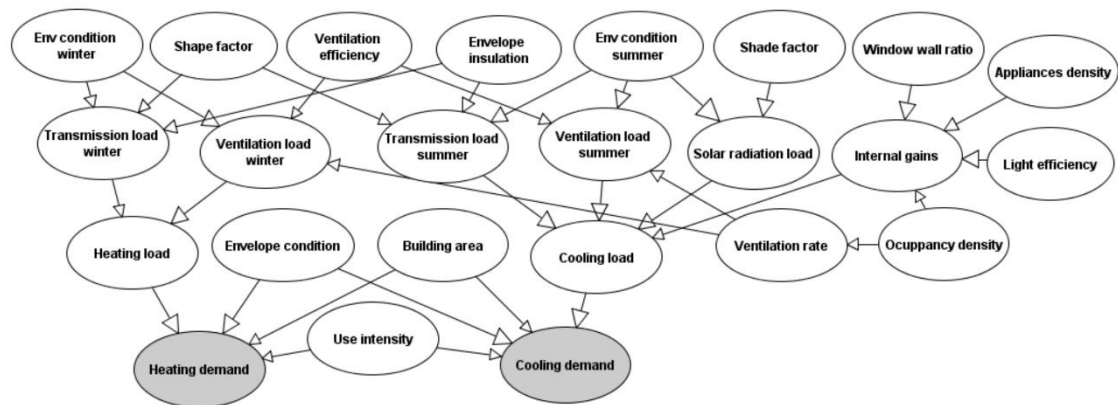 Env condition
winter
Shape factor
Ventilation
efficiency
Envelope
insulation
Env condition
summer
Shade factor
Window wall ratio
Appliances density
Transmission load
winter
Ventilation load
winter
Transmission load
summer
Ventilation load
summer
Solar radiation load
Internal gains
Light efficiency
Heating load
Envelope condition
Building area
Cooling load
Ventilation rate
Ocuppancy density
Use intensity
Heating demand
Cooling demand